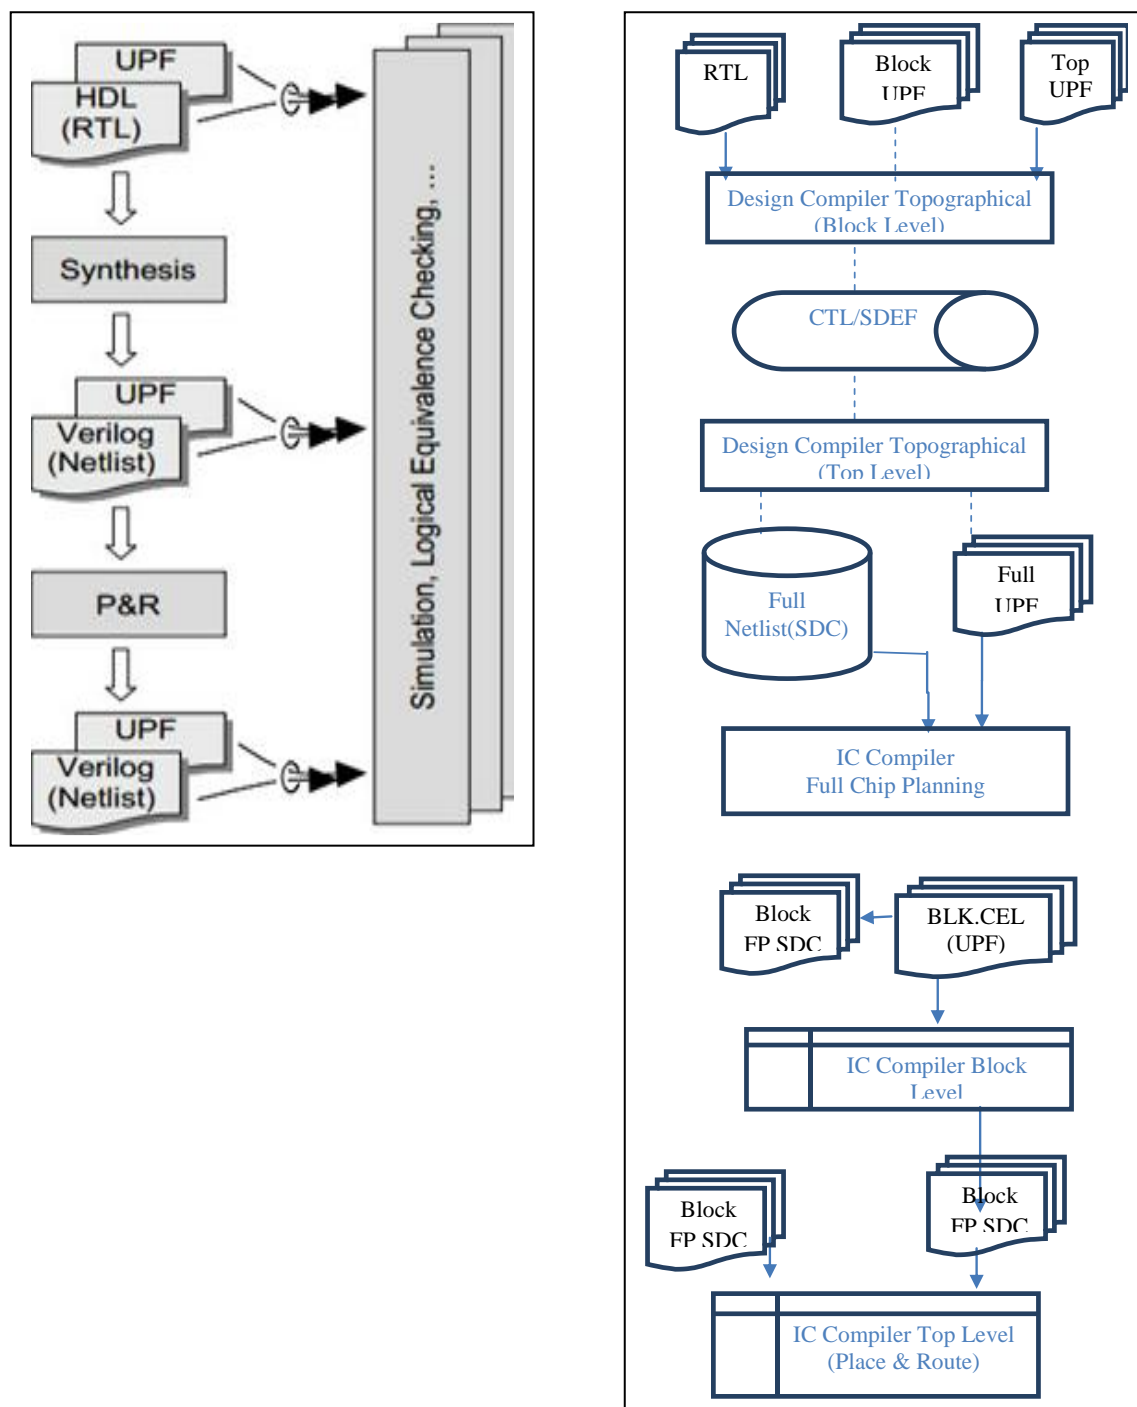 UPF
HDL
(RTL)
Synthesis
UPF
Verilog
(Netlist)
P&R
UPF
Verilog
(Netlist)
Simulation, Logical Equivalence Checking, ...
RTL
Block
UPF
Top
UPF
Design Compiler Topographical
(Block Level)
CTL/SDEF
Design Compiler Topographical
(Top Level)
Full
Netlist(SDC)
Full
UPF
IC Compiler
Full Chip Planning
Block
FP SDC
BLK.CEL
(UPF)
IC Compiler Block
Level
Block
FP SDC
Block
FP SDC
IC Compiler Top Level
(Place & Route)